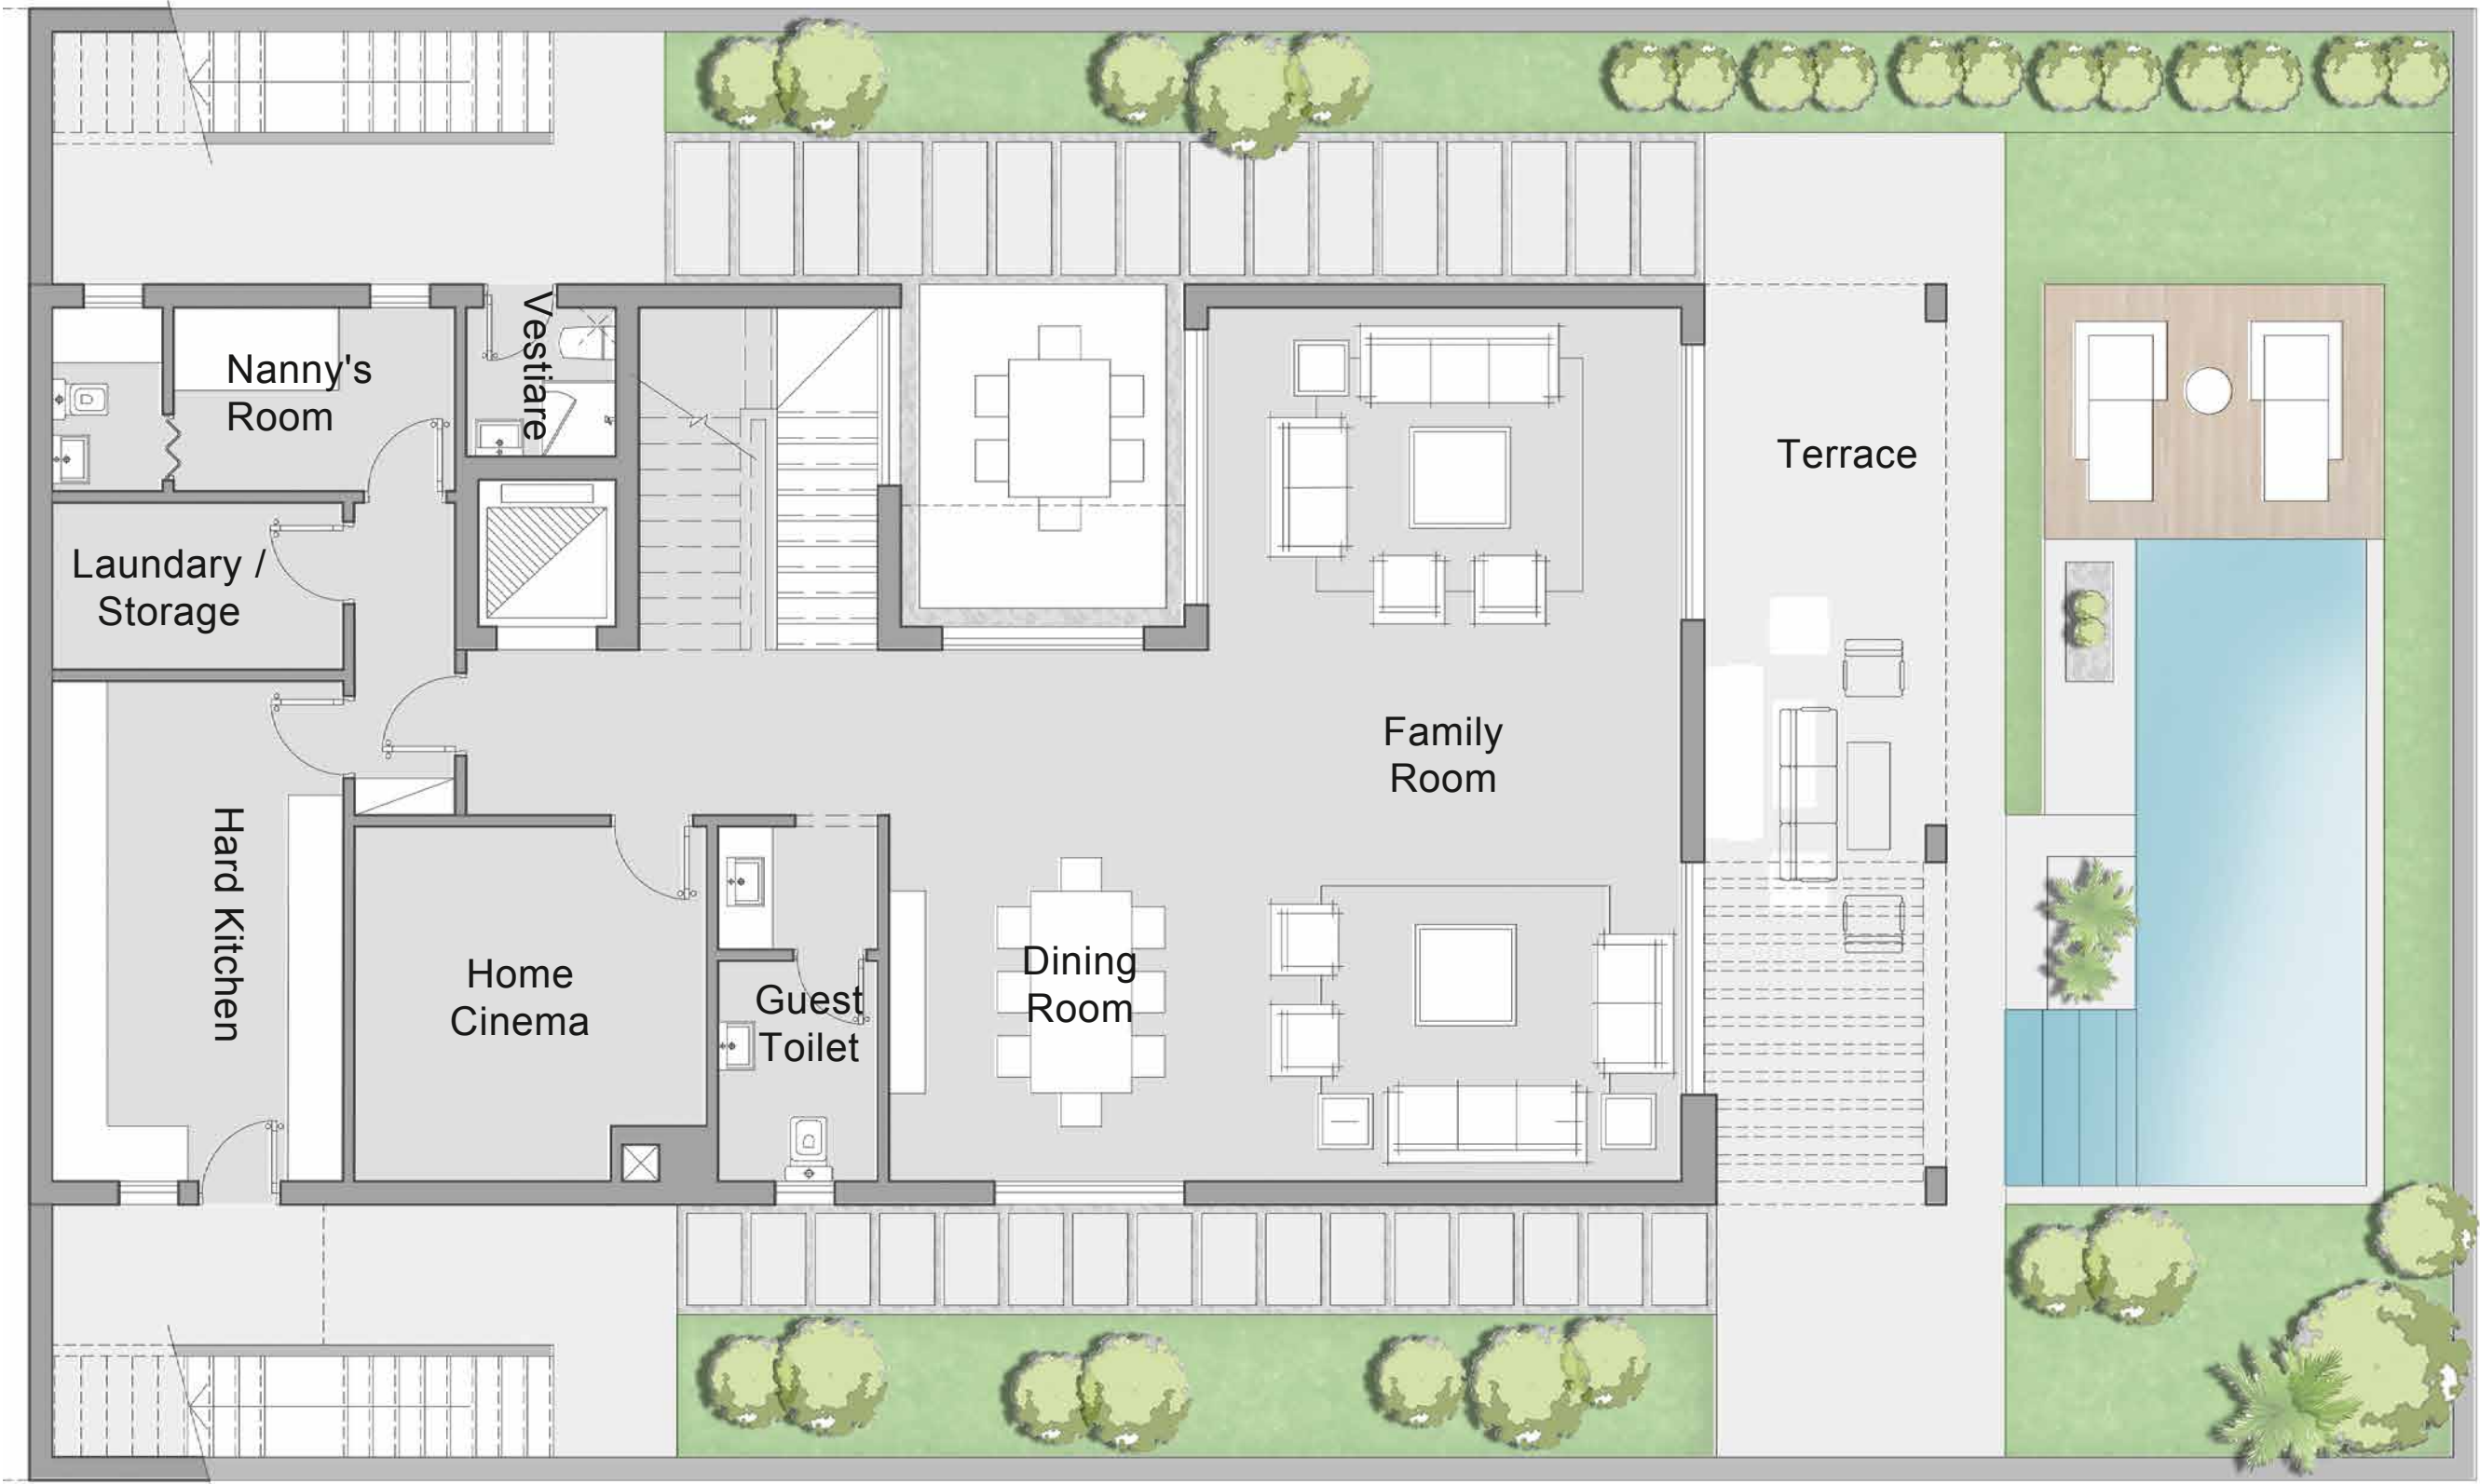 Nanny's
Room
Vestiare
Terrace
Laundary /
Storage
Family
Room
Hard Kitchen
Home
Cinema
Guest
Toilet
Dining
Room